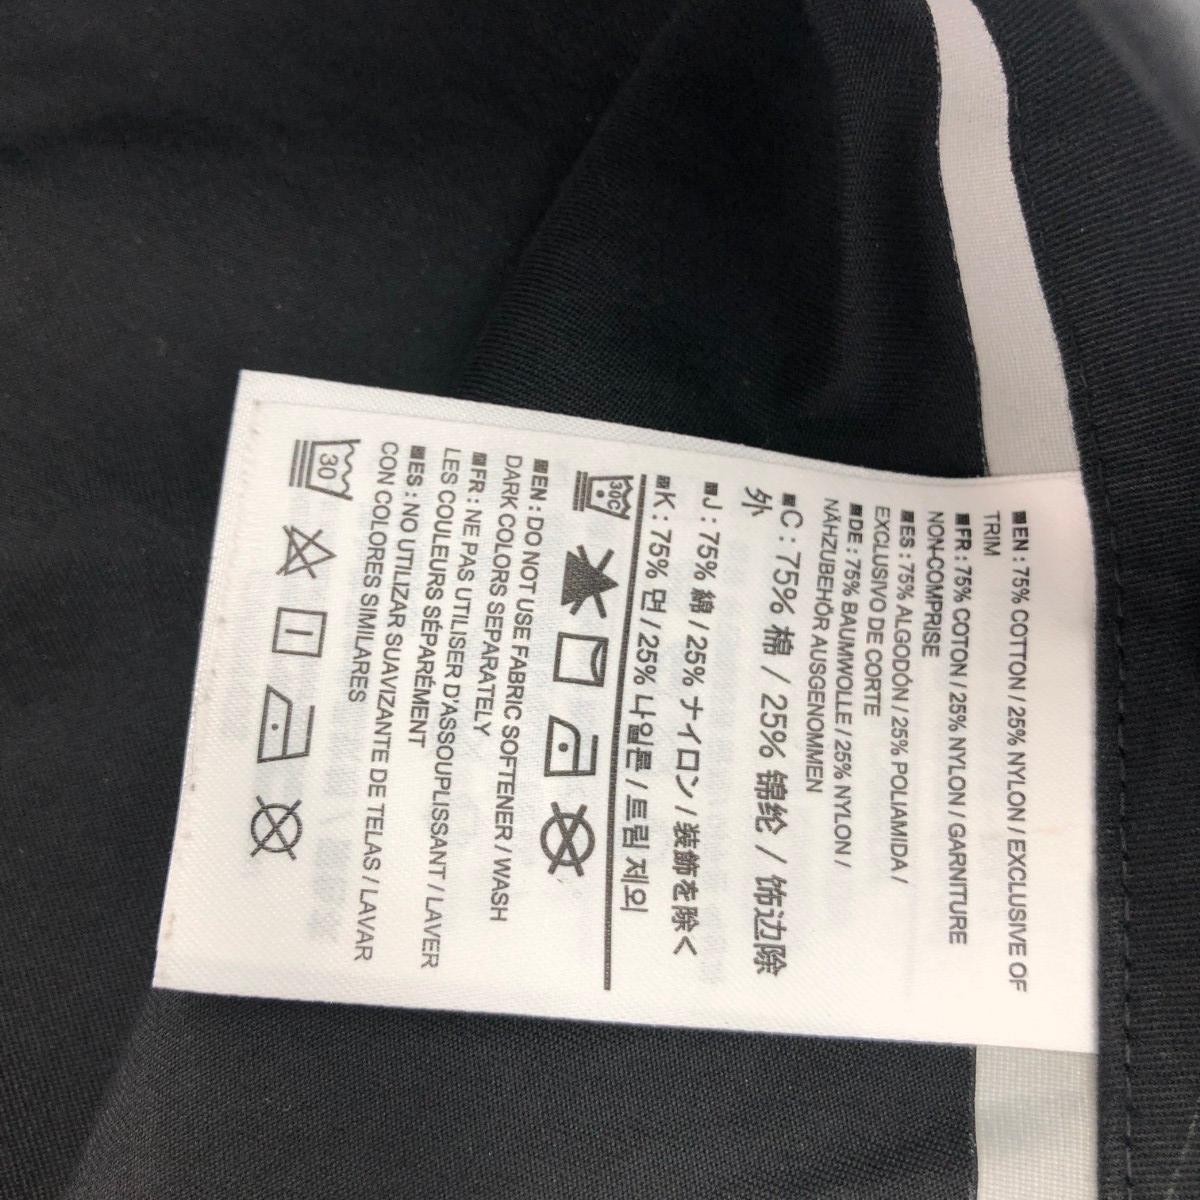 EN : 75% COTTON / 25% NYLON / EXCLUSIVE OF
TRIM
FR : 75% COTON / 25% NYLON / GARNITURE
NON-COMPRISE
ES : 75% ALGODÓN / 25% POLIAMIDA /
EXCLUSIVO DE CORTE
DE : 75% BAUMWOLLE / 25% NYLON /
NÄHZUBEHÖR AUSGENOMMEN
C : 75% 棉 / 25% 锦纶 / 饰边除
外
J : 75% 綿 / 25% ナイロン / 装飾を除く
K : 75% 면 / 25% 나일론 / 트림 제외
30C
EN : DO NOT USE FABRIC SOFTENER / WASH
DARK COLORS SEPARATELY
FR : NE PAS UTILISER D'ASSOUPLISSANT / LAVER
LES COULEURS SÉPARÉMENT
ES : NO UTILIZAR SUAVIZANTE DE TELAS / LAVAR
CON COLORES SIMILARES
30